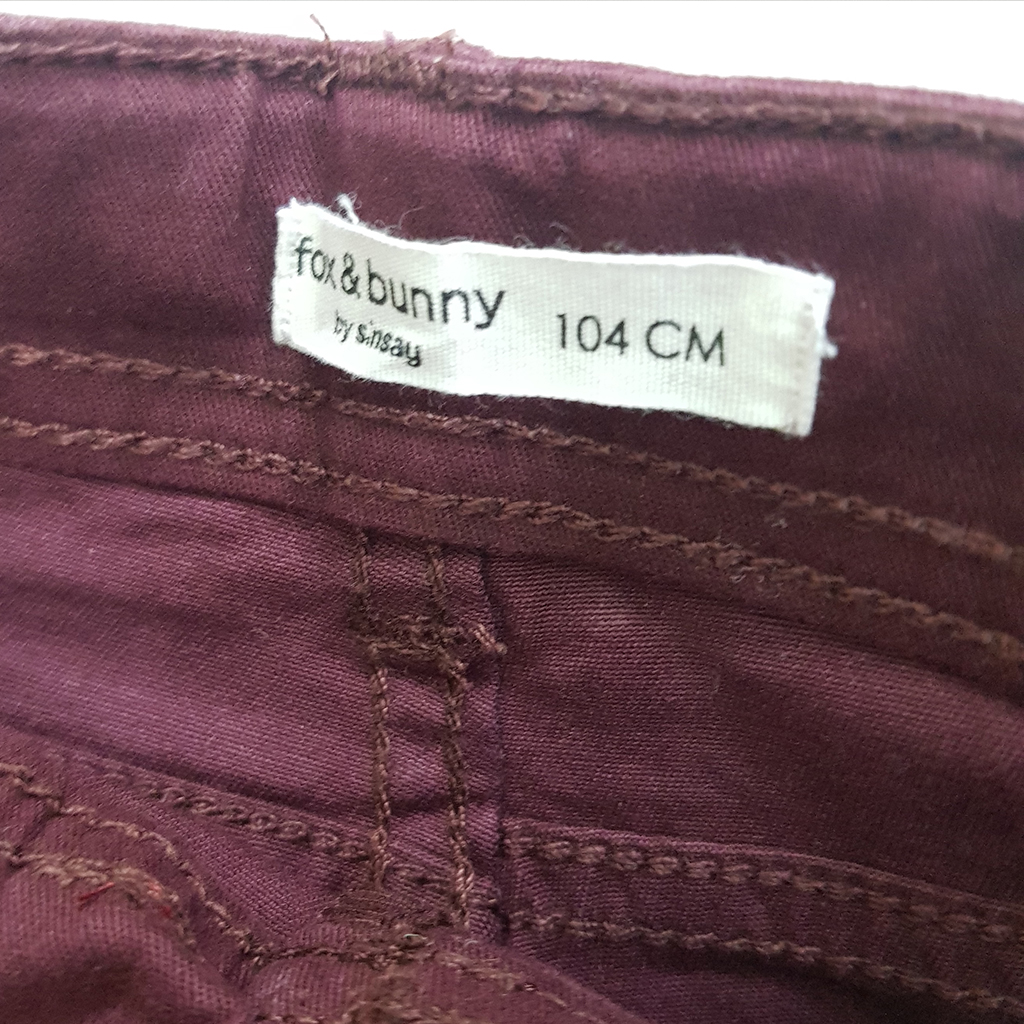 fox & bunny
by sinsay
104 CM